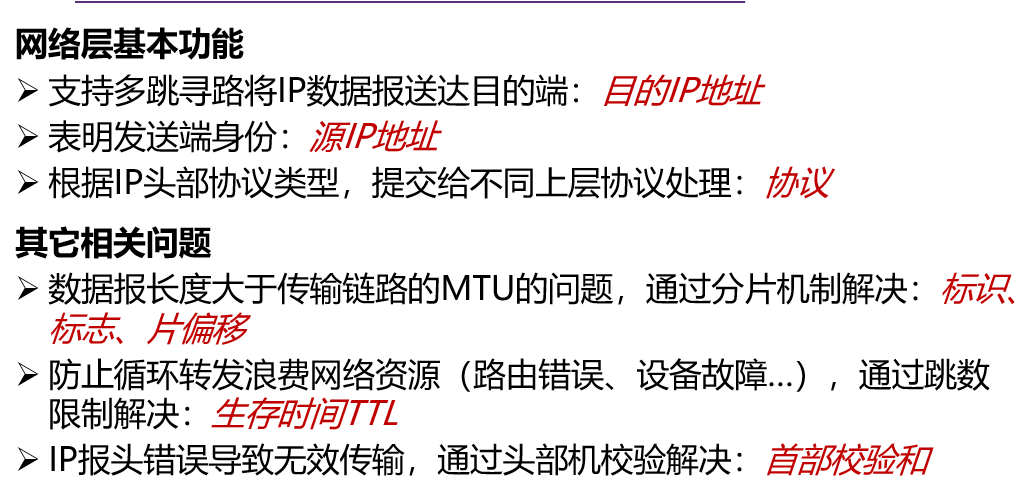 网络层基本功能
➢ 支持多跳寻路将IP数据报送达目的端：目的IP地址
➢ 表明发送端身份：源IP地址
➢ 根据IP头部协议类型，提交给不同上层协议处理：协议
其它相关问题
➢ 数据报长度大于传输链路的MTU的问题，通过分片机制解决：标识、
标志、片偏移
➢ 防止循环转发浪费网络资源（路由错误、设备故障…），通过跳数
限制解决：生存时间TTL
➢ IP报头错误导致无效传输，通过头部机校验解决：首部校验和